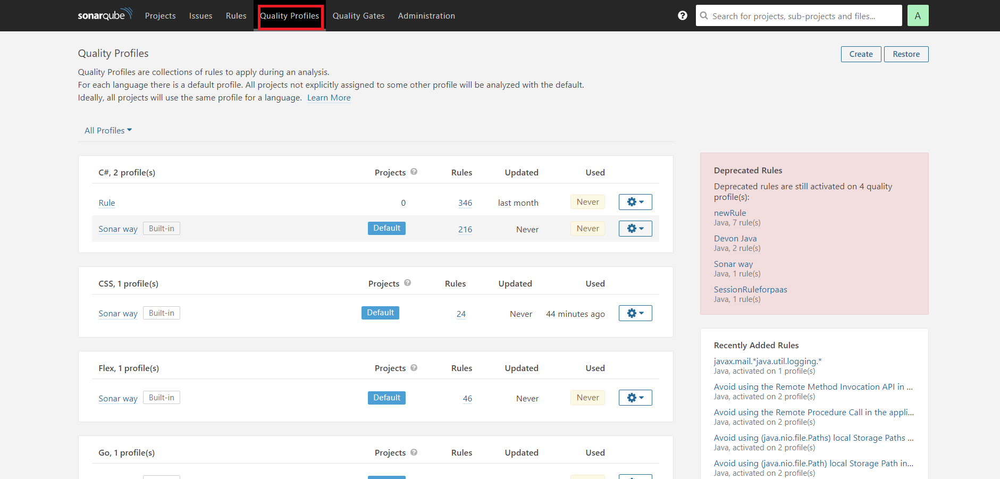 sonarqube Projects Issues Rules Quality Profiles Quality Gates Administration ? Search for projects, sub-projects and files... A
Quality Profiles
Create Restore
Quality Profiles are collections of rules to apply during an analysis.
For each language there is a default profile. All projects not explicitly assigned to some other profile will be analyzed with the default.
Ideally, all projects will use the same profile for a language. Learn More
All Profiles
C#, 2 profile(s) Projects ? Rules Updated Used
Rule 0 346 last month Never
Sonar way Built-in Default 216 Never Never
CSS, 1 profile(s) Projects ? Rules Updated Used
Sonar way Built-in Default 24 Never 44 minutes ago
Flex, 1 profile(s) Projects ? Rules Updated Used
Sonar way Built-in Default 46 Never Never
Go, 1 profile(s) Projects ? Rules Updated Used
Deprecated Rules
Deprecated rules are still activated on 4 quality
profile(s):
newRule
Java, 7 rule(s)
Devon Java
Java, 2 rule(s)
Sonar way
Java, 1 rule(s)
SessionRuleforpaas
Java, 1 rule(s)
Recently Added Rules
javax.mail.*java.util.logging.*
Java, activated on 1 profile(s)
Avoid using the Remote Method Invocation API in ...
Java, activated on 2 profile(s)
Avoid using the Remote Procedure Call in the appli...
Java, activated on 2 profile(s)
Avoid using (java.nio.file.Paths) local Storage Paths ...
Java, activated on 2 profile(s)
Avoid using (java.nio.file.Path) local Storage Path in...
Java, activated on 2 profile(s)